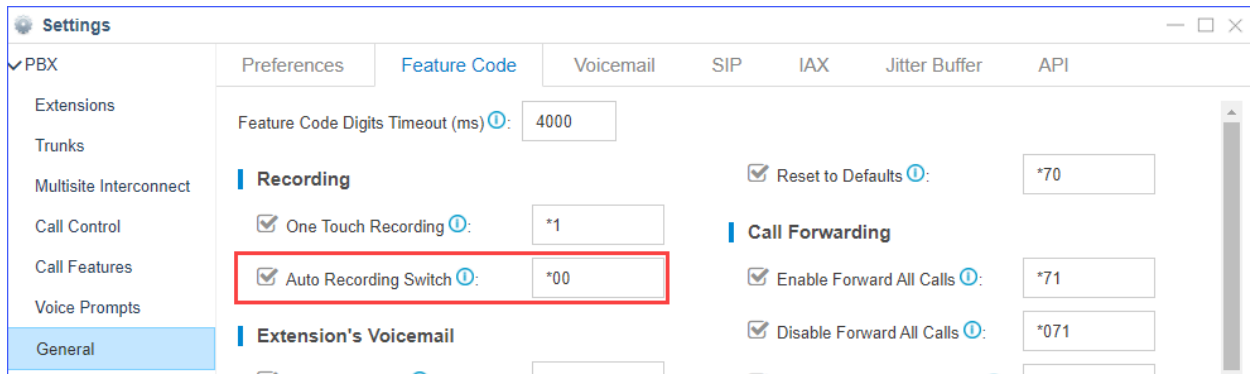 Settings
PBX
Extensions
Trunks
Multisite Interconnect
Call Control
Call Features
Voice Prompts
General
Preferences Feature Code Voicemail SIP IAX Jitter Buffer API
Feature Code Digits Timeout (ms) : 4000
Recording
One Touch Recording : *1
Auto Recording Switch : *00
Extension's Voicemail
Reset to Defaults : *70
Call Forwarding
Enable Forward All Calls : *71
Disable Forward All Calls : *071